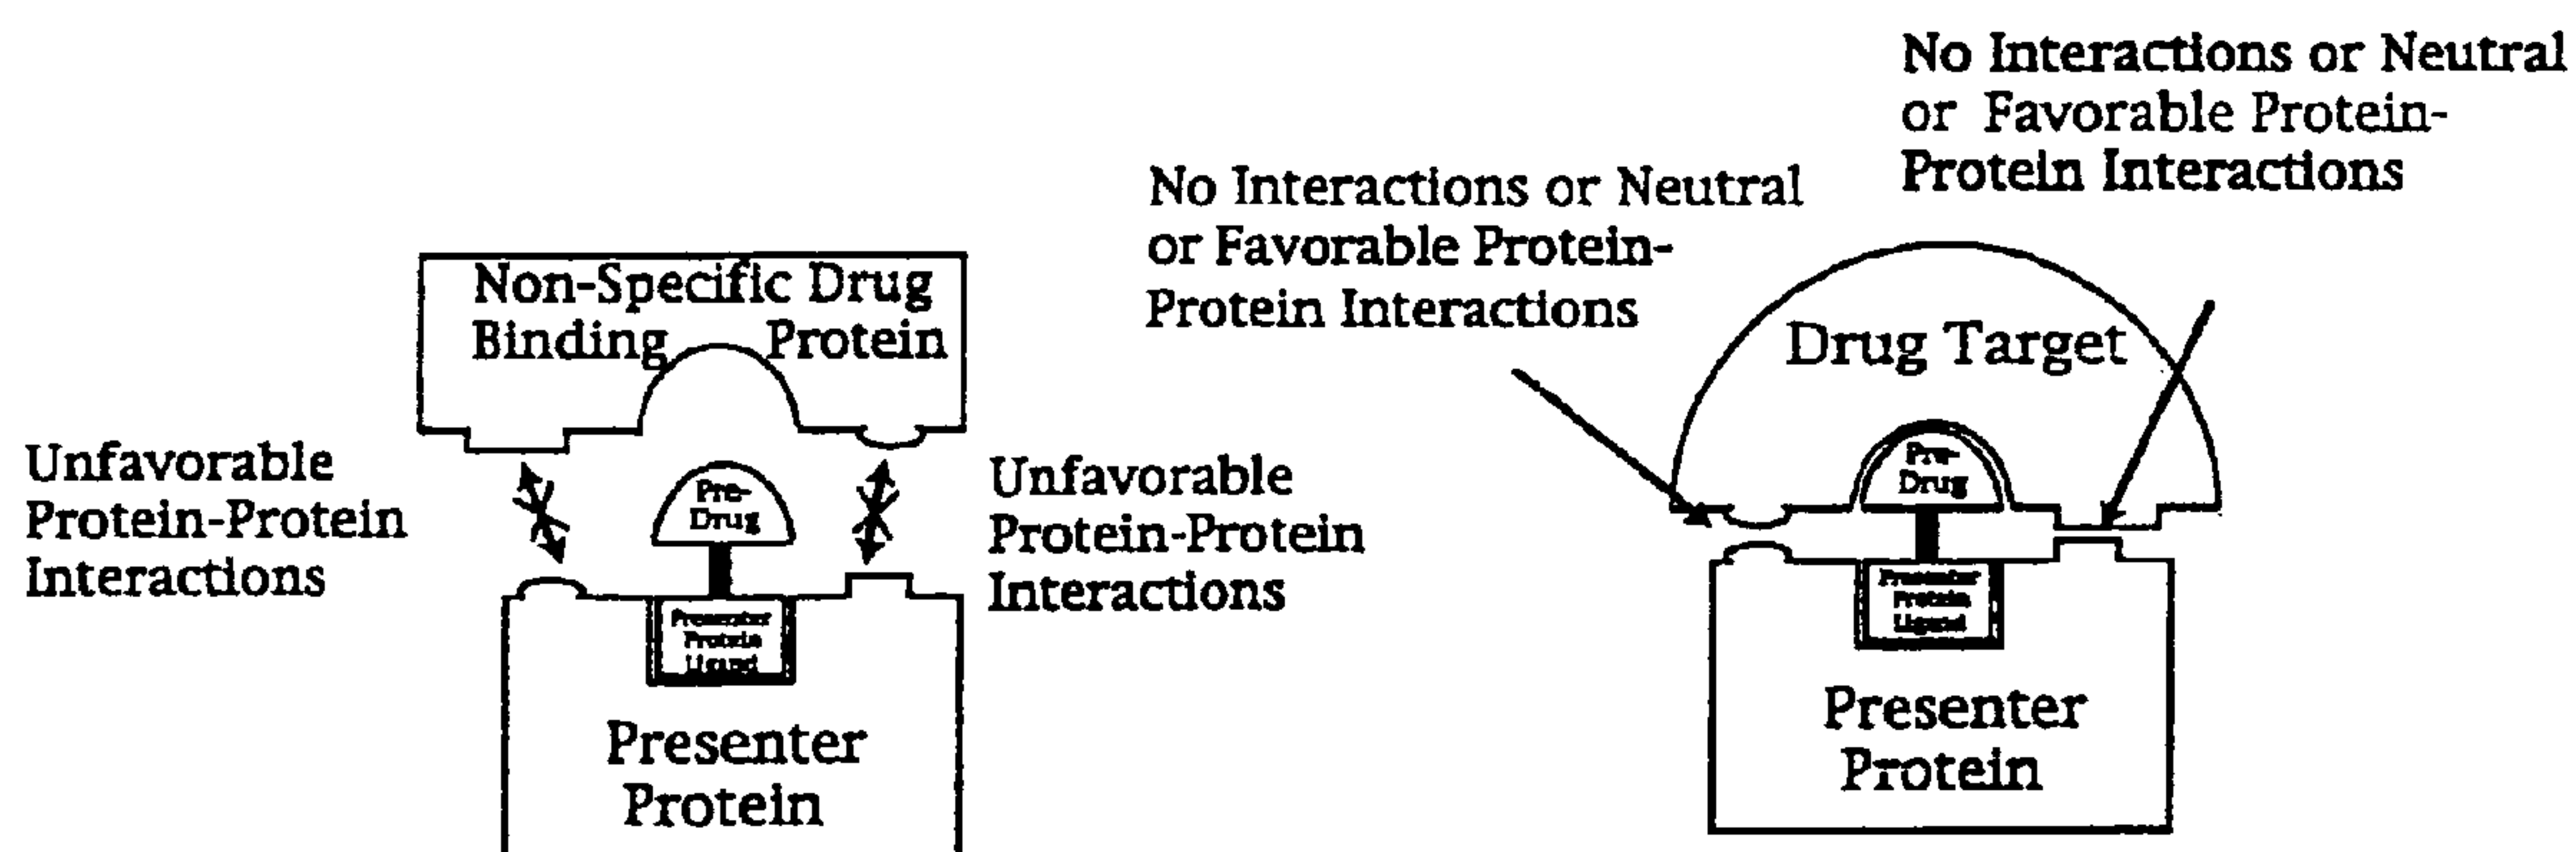 No Interactions or Neutral
or Favorable Protein-
Protein Interactions
No Interactions or Neutral
or Favorable Protein-
Protein Interactions
Non-Specific Drug
Binding Protein
Drug Target
Unfavorable
Protein-Protein
Interactions
Unfavorable
Protein-Protein
Interactions
Pre-
Drug
Pre-
Drug
Presenter
Protein
Ligand
Presenter
Protein
Ligand
Presenter
Protein
Presenter
Protein